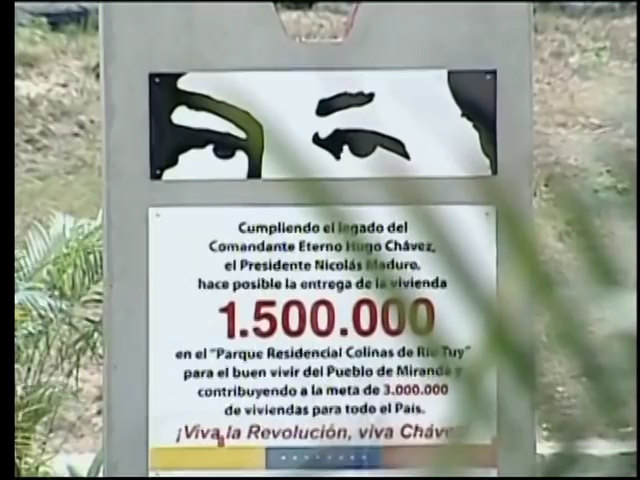 Cumpliendo el legado del
Comandante Eterno Hugo Chávez,
el Presidente Nicolás Maduro,
hace posible la entrega de la vivienda
1.500.000
en el "Parque Residencial Colinas de Río Tuy"
para el buen vivir del Pueblo de Miranda y
contribuyendo a la meta de 3.000.000
de viviendas para todo el País.
¡Viva la Revolución, viva Cháve